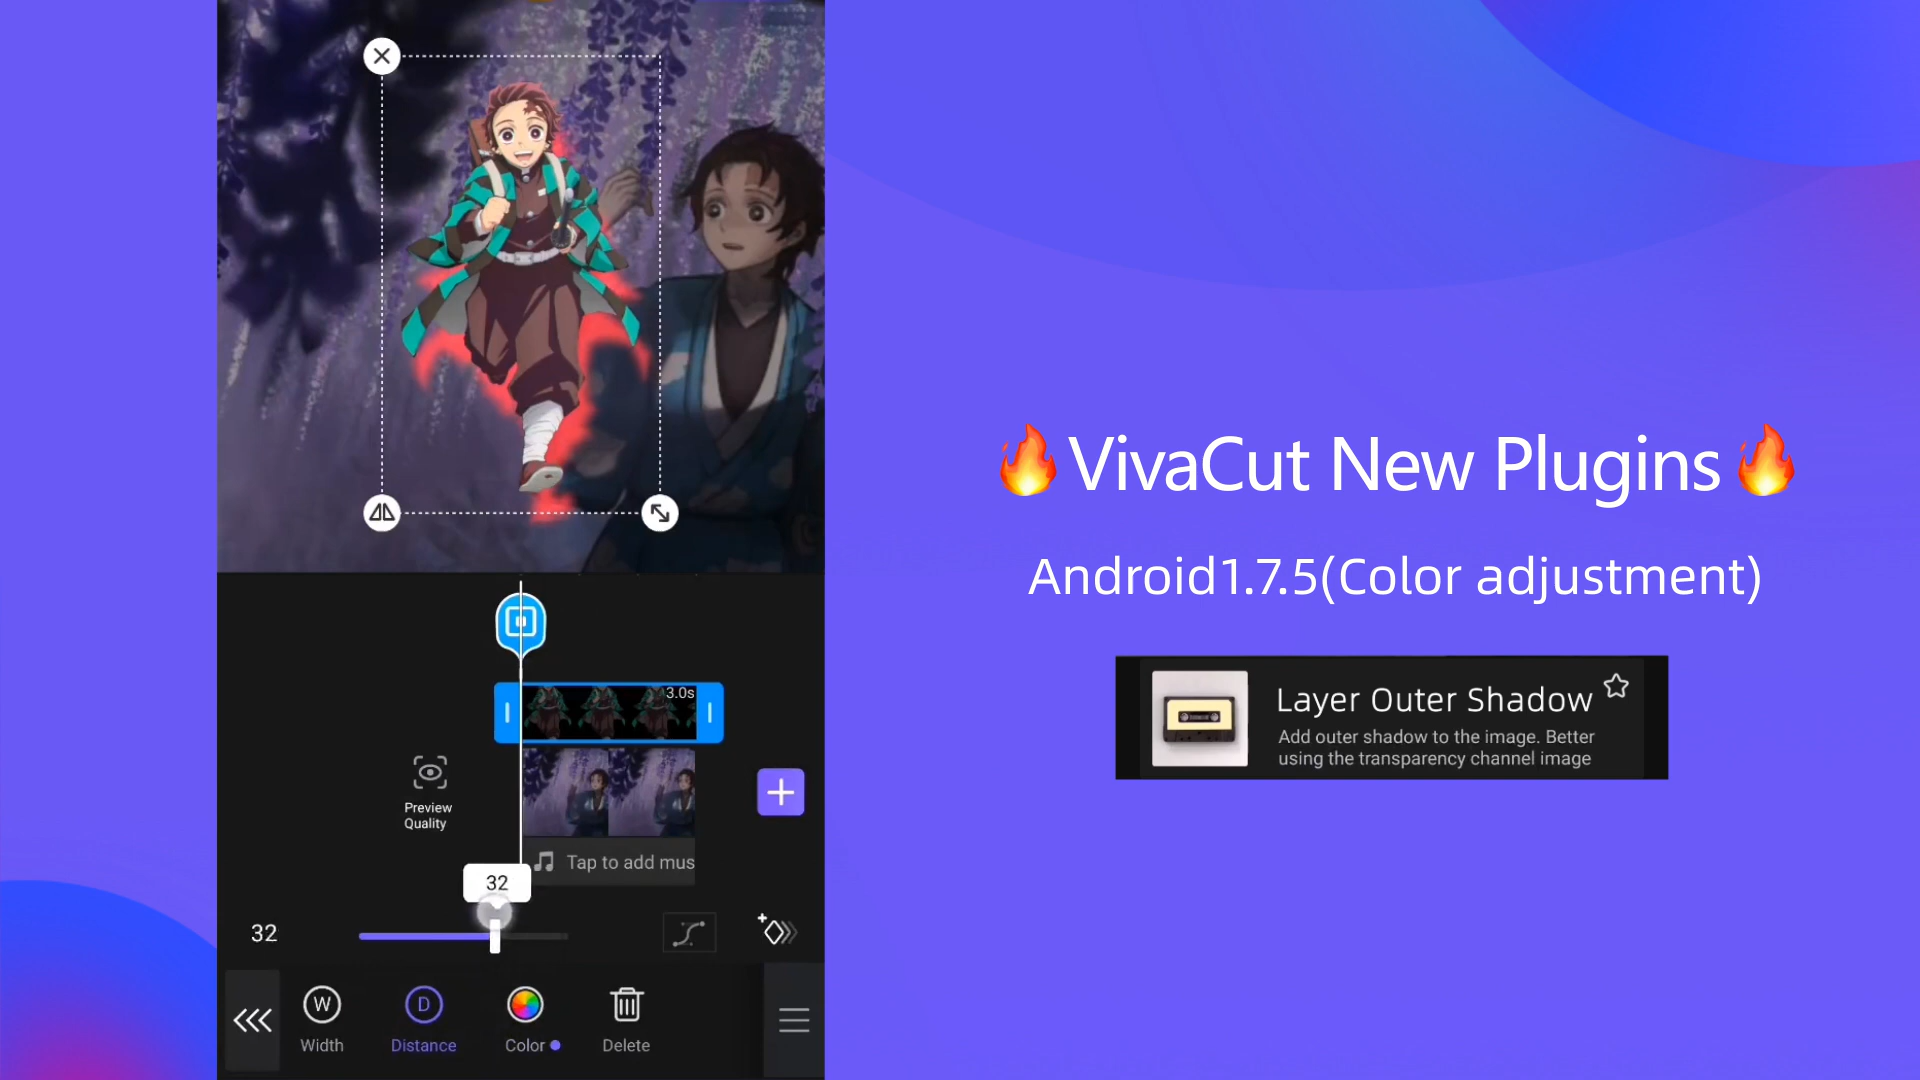 3.0s
Preview
Quality
Tap to add mus
32
32
W
D
Width
Distance
Color
Delete
VivaCut New Plugins
Android1.7.5(Color adjustment)
Layer Outer Shadow
Add outer shadow to the image. Better
using the transparency channel image